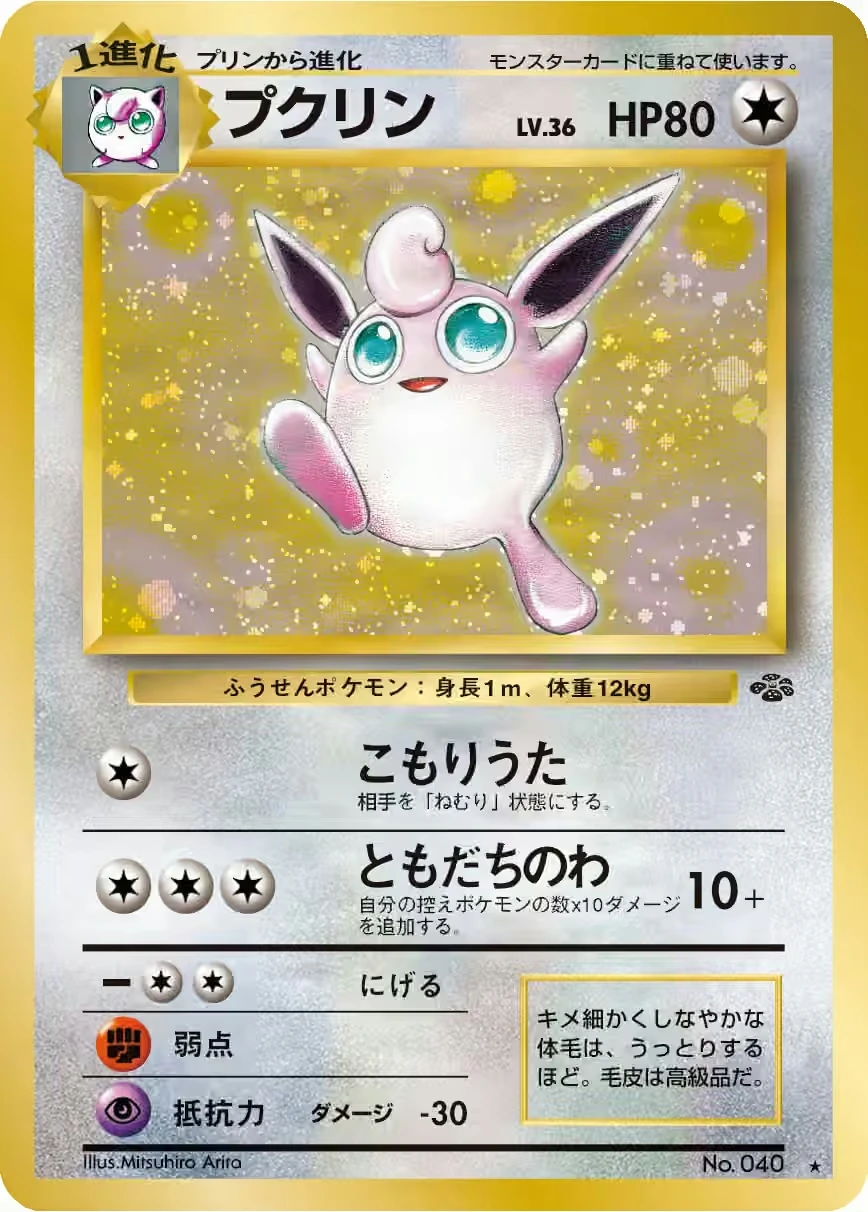 1進化 プリンから進化 モンスターカードに重ねて使います。
プクリン LV.36 HP80
ふうせんポケモン：身長1m、体重12kg
こもりうた
相手を「ねむり」状態にする。
ともだちのわ 10+
自分の控えポケモンの数x10ダメージ
を追加する。
ー にげる
弱点
抵抗力 ダメージ -30
キメ細かくしなやかな
体毛は、うっとりする
ほど。毛皮は高級品だ。
Illus.Mitsuhiro Arita No.040 ★